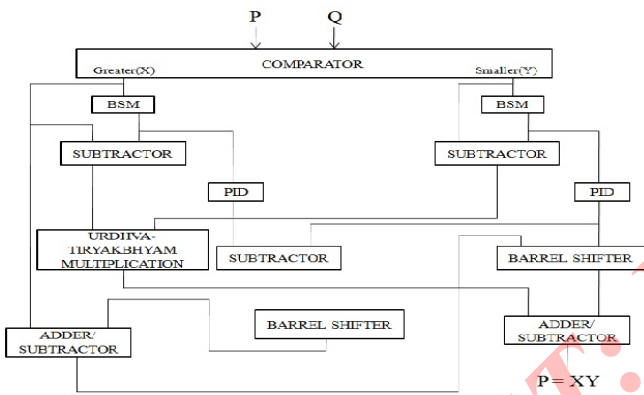 P Q
COMPARATOR
Greater(X) Smaller(Y)
BSM BSM
SUBTRACTOR SUBTRACTOR
PID PID
URDHVA-
TIRYAKBHYAM
MULTIPLICATION
SUBTRACTOR BARREL SHIFTER
BARREL SHIFTER
ADDER/
SUBTRACTOR
ADDER/
SUBTRACTOR
P = XY
T: